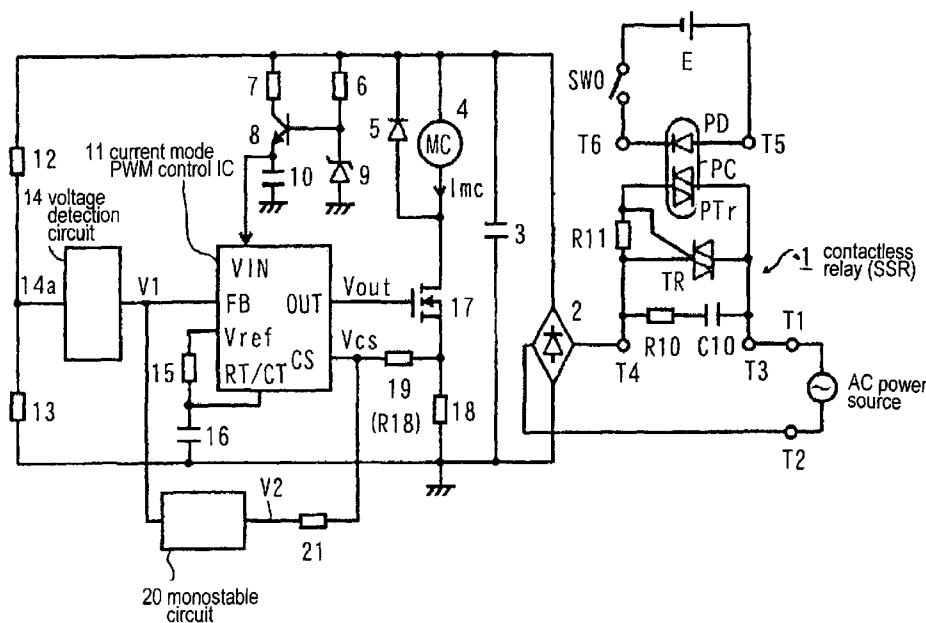 E
SWO
T6
PD
T5
PC
PTr
R11
TR
1 contactless
relay (SSR)
R10
C10
T4
T3
T1
AC power
source
T2
2
3
7
6
8
5
4
MC
Imc
9
10
12
11 current mode
PWM control IC
14 voltage
detection
circuit
14a
V1
VIN
FB
OUT
Vout
17
Vref
Vcs
CS
RT/CT
15
16
19
(R18)
18
13
V2
21
20 monostable
circuit